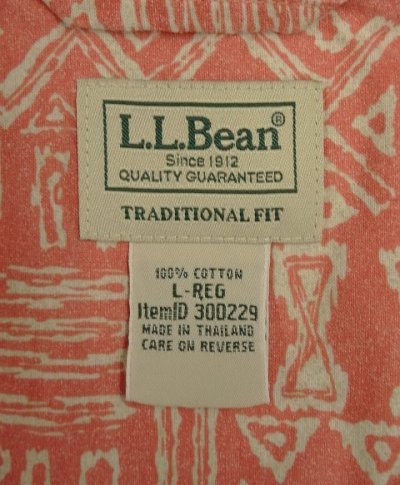 L.L.Bean®
Since 1912
QUALITY GUARANTEED
TRADITIONAL FIT
100% COTTON
L-REG
ItemID 300229
MADE IN THAILAND
CARE ON REVERSE